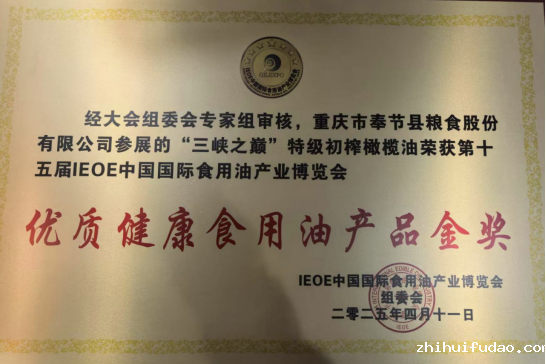 OILEXPO
经大会组委会专家组审核，重庆市奉节县粮食股份
有限公司参展的“三峡之巅”特级初榨橄榄油荣获第十
五届IEOE中国国际食用油产业博览会
优质健康食用油产品金奖
IEOE中国国际食用油产业博览会
组委会
二零二五年四月十一日
IEOE
zhihuifudao.com